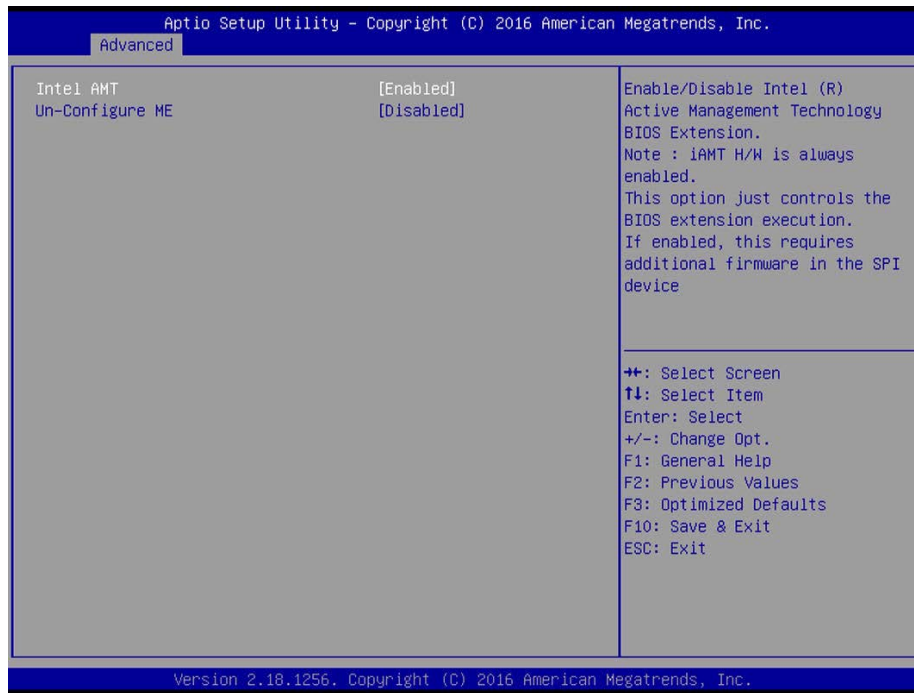 Aptio Setup Utility – Copyright (C) 2016 American Megatrends, Inc.
Advanced
Intel AMT [Enabled]
Un-Configure ME [Disabled]
Enable/Disable Intel (R)
Active Management Technology
BIOS Extension.
Note : iAMT H/W is always
enabled.
This option just controls the
BIOS extension execution.
If enabled, this requires
additional firmware in the SPI
device
→←: Select Screen
↑↓: Select Item
Enter: Select
+/-: Change Opt.
F1: General Help
F2: Previous Values
F3: Optimized Defaults
F10: Save & Exit
ESC: Exit
Version 2.18.1256. Copyright (C) 2016 American Megatrends, Inc.